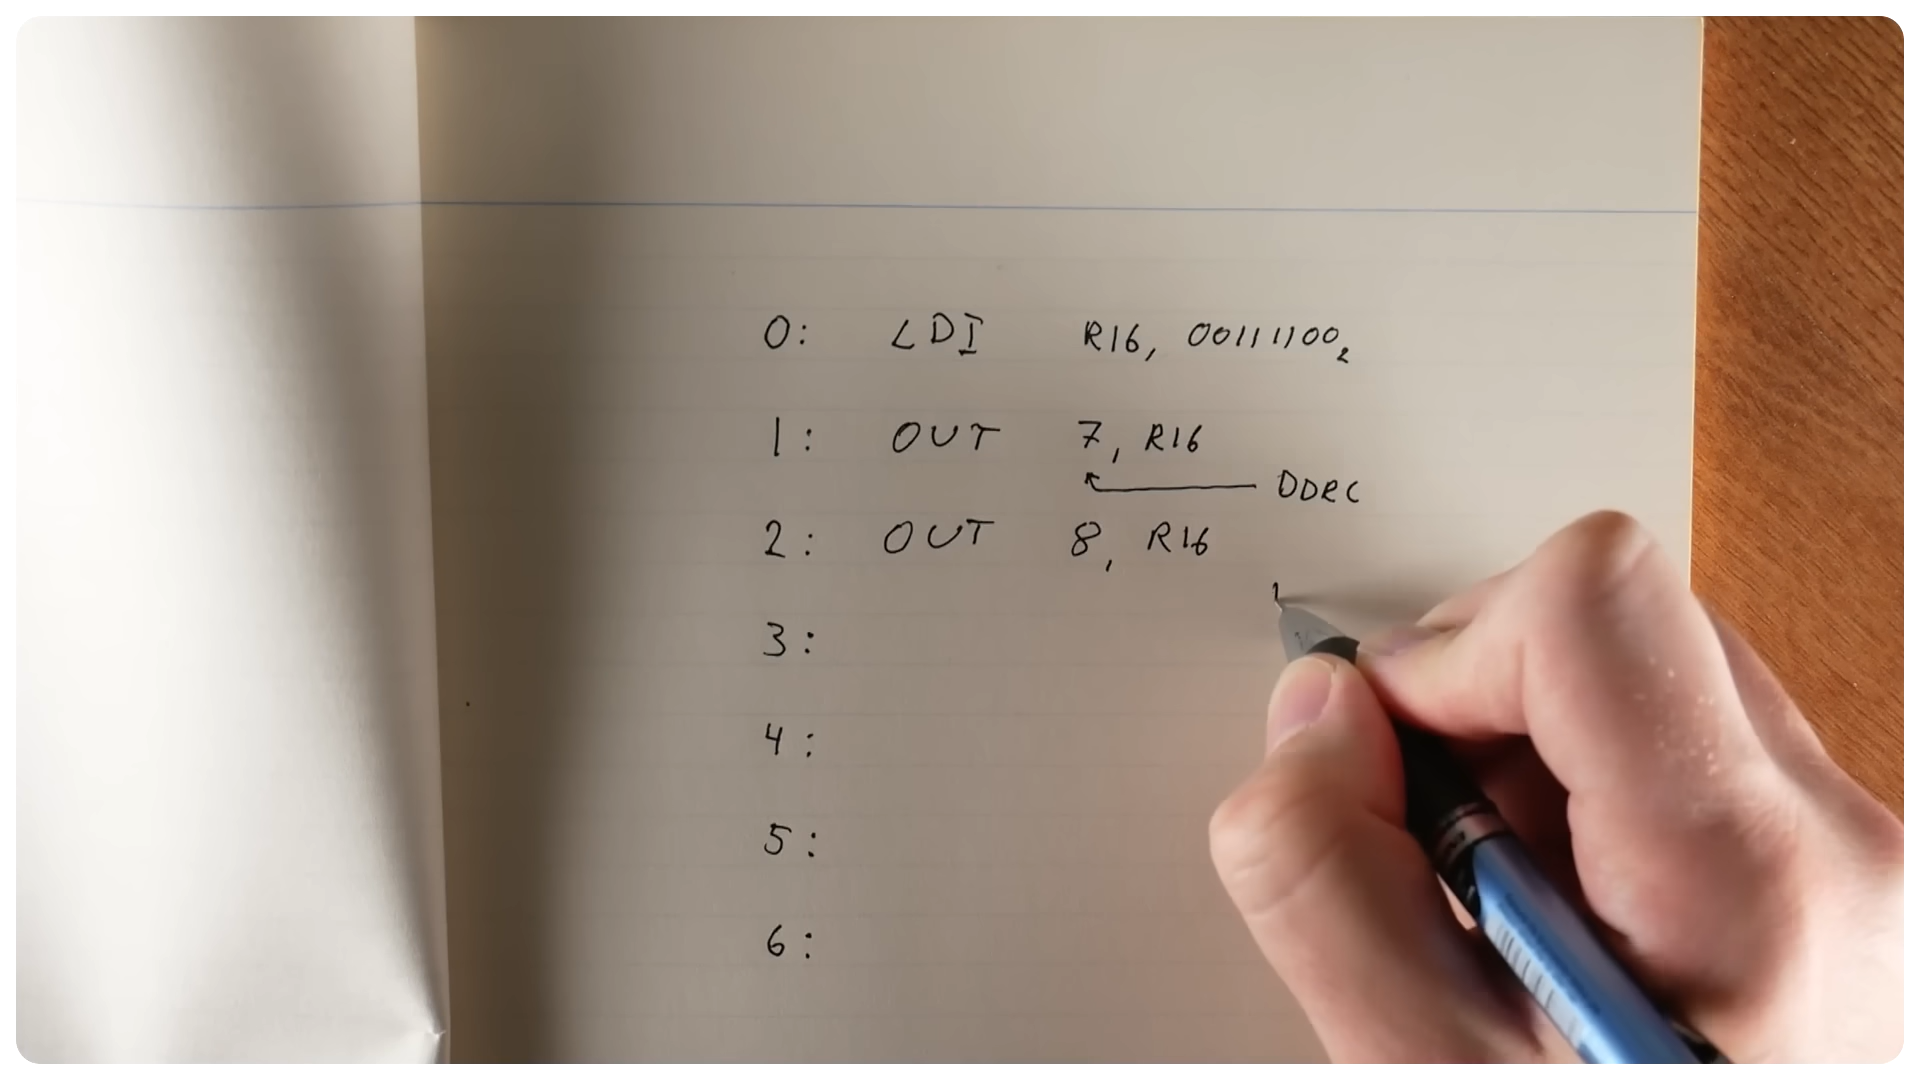 0: LDI R16, 00111100₂
1: OUT 7, R16
DDRC
2: OUT 8, R16
3:
4:
5:
6: